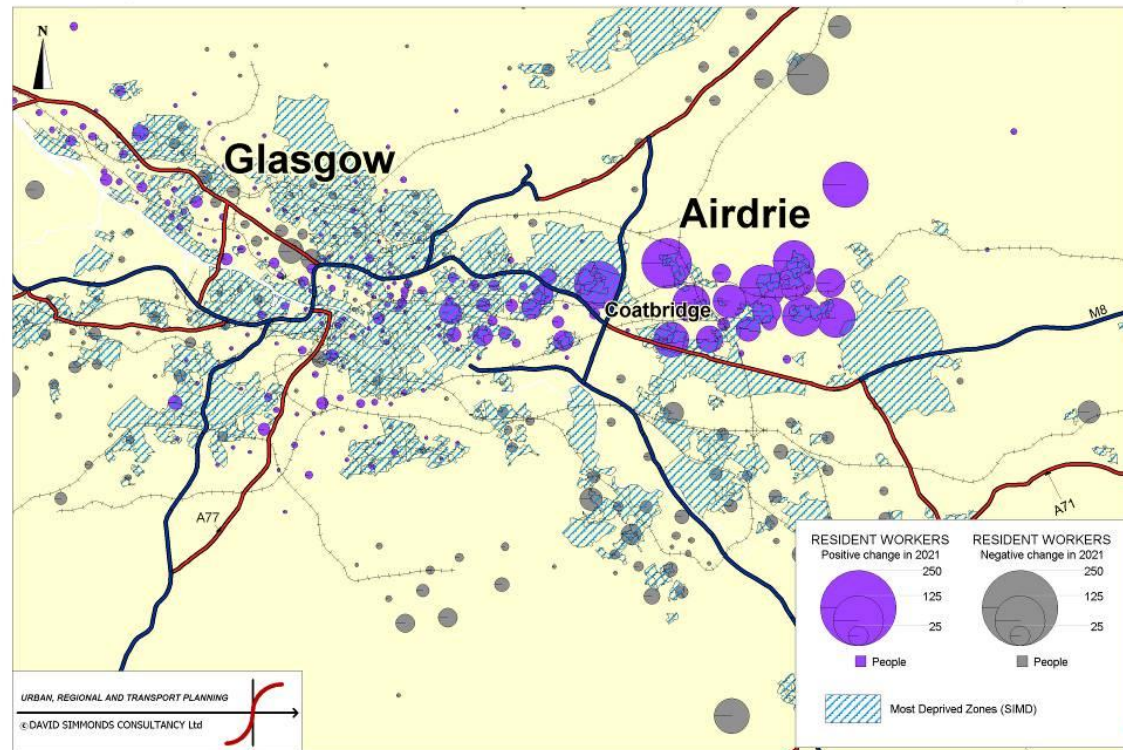 N
Glasgow
Airdrie
Coatbridge
M8
A77
A71
RESIDENT WORKERS
Positive change in 2021
250
125
25
People
RESIDENT WORKERS
Negative change in 2021
250
125
25
People
Most Deprived Zones (SIMD)
URBAN, REGIONAL AND TRANSPORT PLANNING
©DAVID SIMMONDS CONSULTANCY Ltd